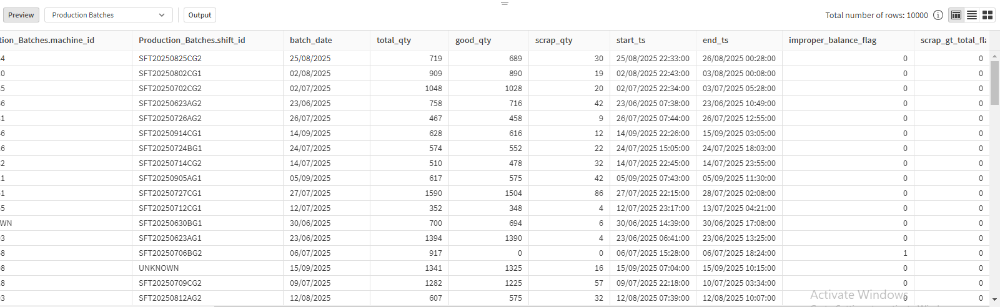 Preview Production Batches Output Total number of rows: 10000
tion_Batches.machine_id Production_Batches.shift_id batch_date total_qty good_qty scrap_qty start_ts end_ts improper_balance_flag scrap_gt_total_fla
4 SFT20250825CG2 25/08/2025 719 689 30 25/08/2025 22:33:00 26/08/2025 00:28:00 0 0
0 SFT20250802CG1 02/08/2025 909 890 19 02/08/2025 22:43:00 03/08/2025 00:08:00 0 0
5 SFT20250702CG2 02/07/2025 1048 1028 20 02/07/2025 22:34:00 03/07/2025 05:28:00 0 0
6 SFT20250623AG2 23/06/2025 758 716 42 23/06/2025 07:38:00 23/06/2025 10:49:00 0 0
1 SFT20250726AG2 26/07/2025 467 458 9 26/07/2025 07:44:00 26/07/2025 12:55:00 0 0
6 SFT20250914CG1 14/09/2025 628 616 12 14/09/2025 22:26:00 15/09/2025 03:05:00 0 0
6 SFT20250724BG1 24/07/2025 574 552 22 24/07/2025 15:05:00 24/07/2025 18:03:00 0 0
2 SFT20250714CG2 14/07/2025 510 478 32 14/07/2025 22:45:00 14/07/2025 23:55:00 0 0
1 SFT20250905AG1 05/09/2025 617 575 42 05/09/2025 07:43:00 05/09/2025 11:30:00 0 0
1 SFT20250727CG1 27/07/2025 1590 1504 86 27/07/2025 22:15:00 28/07/2025 02:08:00 0 0
5 SFT20250712CG1 12/07/2025 352 348 4 12/07/2025 23:17:00 13/07/2025 04:21:00 0 0
WN SFT20250630BG1 30/06/2025 700 694 6 30/06/2025 14:39:00 30/06/2025 17:08:00 0 0
3 SFT20250623AG1 23/06/2025 1394 1390 4 23/06/2025 06:41:00 23/06/2025 13:25:00 0 0
8 SFT20250706BG2 06/07/2025 917 0 0 06/07/2025 15:28:00 06/07/2025 18:24:00 1 0
8 UNKNOWN 15/09/2025 1341 1325 16 15/09/2025 07:04:00 15/09/2025 10:15:00 0 0
8 SFT20250709CG2 09/07/2025 1282 1225 57 09/07/2025 22:18:00 10/07/2025 03:34:00 0 0
3 SFT20250812AG2 12/08/2025 607 575 32 12/08/2025 07:39:00 12/08/2025 10:07:00 0 0
Activate Windows